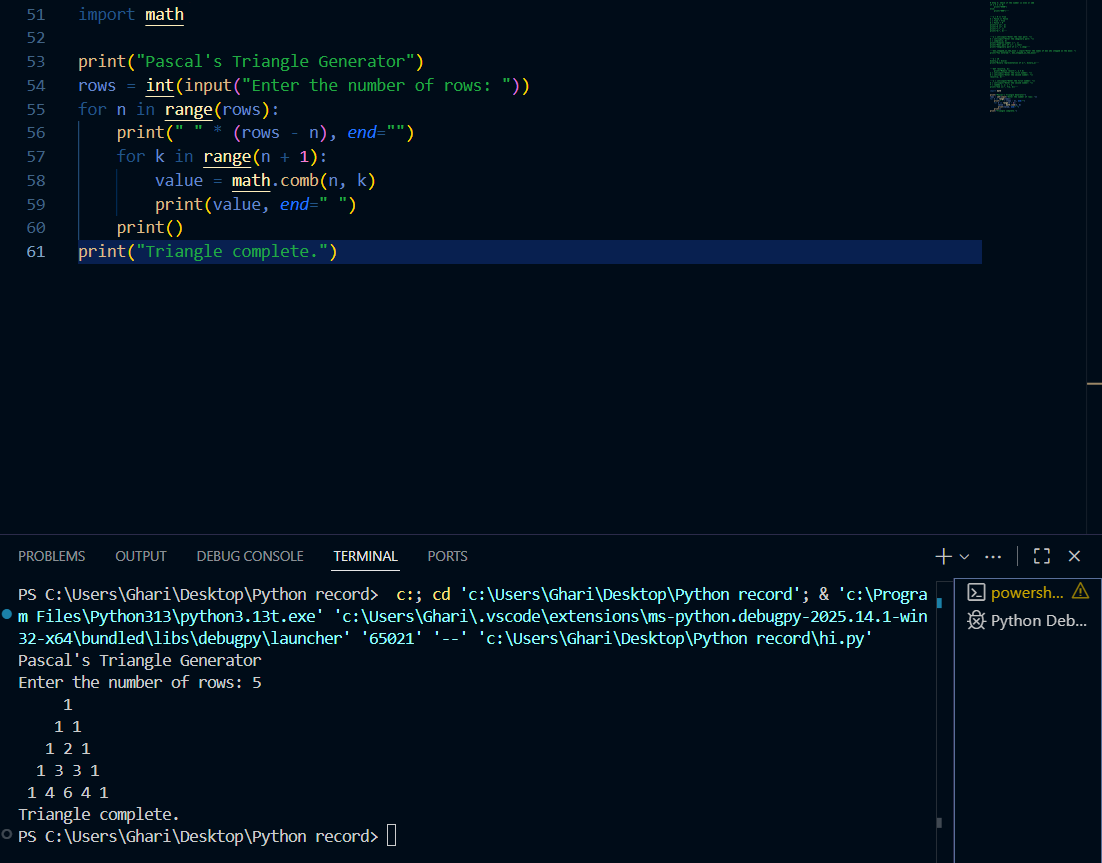 51 import math
52
53 print("Pascal's Triangle Generator")
54 rows = int(input("Enter the number of rows: "))
55 for n in range(rows):
56     print(" " * (rows - n), end="")
57     for k in range(n + 1):
58         value = math.comb(n, k)
59         print(value, end=" ")
60     print()
61 print("Triangle complete.")
PROBLEMS OUTPUT DEBUG CONSOLE TERMINAL PORTS
PS C:\Users\Ghari\Desktop\Python record>  c:; cd 'c:\Users\Ghari\Desktop\Python record'; & 'c:\Progra
m Files\Python313\python3.13t.exe' 'c:\Users\Ghari\.vscode\extensions\ms-python.debugpy-2025.14.1-win
32-x64\bundled\libs\debugpy\launcher' '65021' '--' 'c:\Users\Ghari\Desktop\Python record\hi.py'
Pascal's Triangle Generator
Enter the number of rows: 5
     1
    1 1
   1 2 1
  1 3 3 1
 1 4 6 4 1
Triangle complete.
PS C:\Users\Ghari\Desktop\Python record>
powersh...
Python Deb...